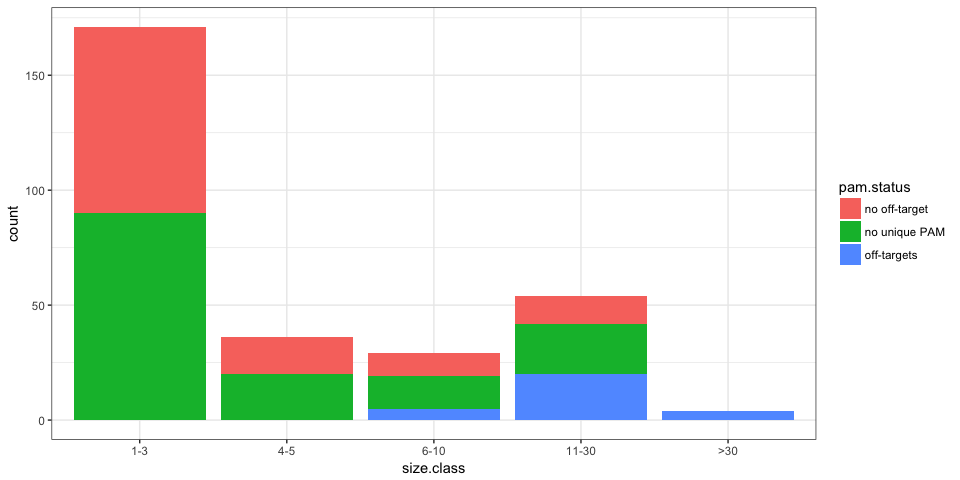 count
150
100
50
0
1-3
4-5
6-10
11-30
>30
size.class
pam.status
no off-target
no unique PAM
off-targets